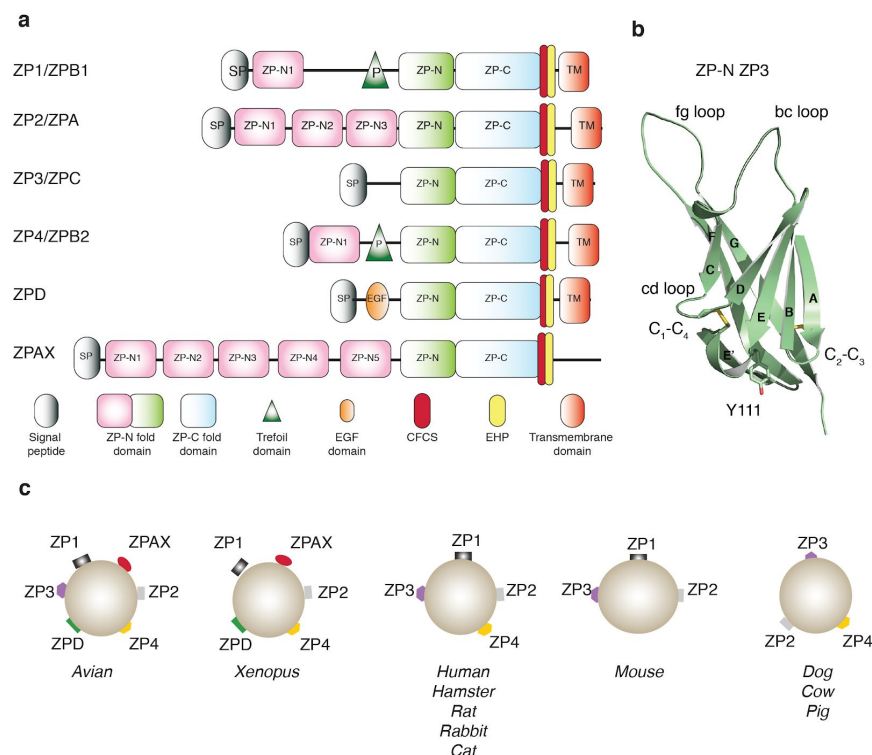 a
ZP1/ZPB1
SP ZP-N1 P ZP-N ZP-C TM
ZP2/ZPA
SP ZP-N1 ZP-N2 ZP-N3 ZP-N ZP-C TM
ZP3/ZPC
SP ZP-N ZP-C TM
ZP4/ZPB2
SP ZP-N1 P ZP-N ZP-C TM
ZPD
SP EGF ZP-N ZP-C TM
ZPAX
SP ZP-N1 ZP-N2 ZP-N3 ZP-N4 ZP-N5 ZP-N ZP-C
Signal peptide
ZP-N fold domain
ZP-C fold domain
Trefoil domain
EGF domain
CFCS
EHP
Transmembrane domain
b
ZP-N ZP3
fg loop bc loop
F G
C
cd loop D A
E B
C1-C4
E' C2-C3
Y111
c
ZP1 ZPAX
ZP3 ZP2
ZPD ZP4
Avian
ZP1 ZPAX
ZP2
ZPD ZP4
Xenopus
ZP1
ZP3 ZP2
ZP4
Human
Hamster
Rat
Rabbit
Cat
ZP1
ZP3 ZP2
Mouse
ZP3
ZP2 ZP4
Dog
Cow
Pig